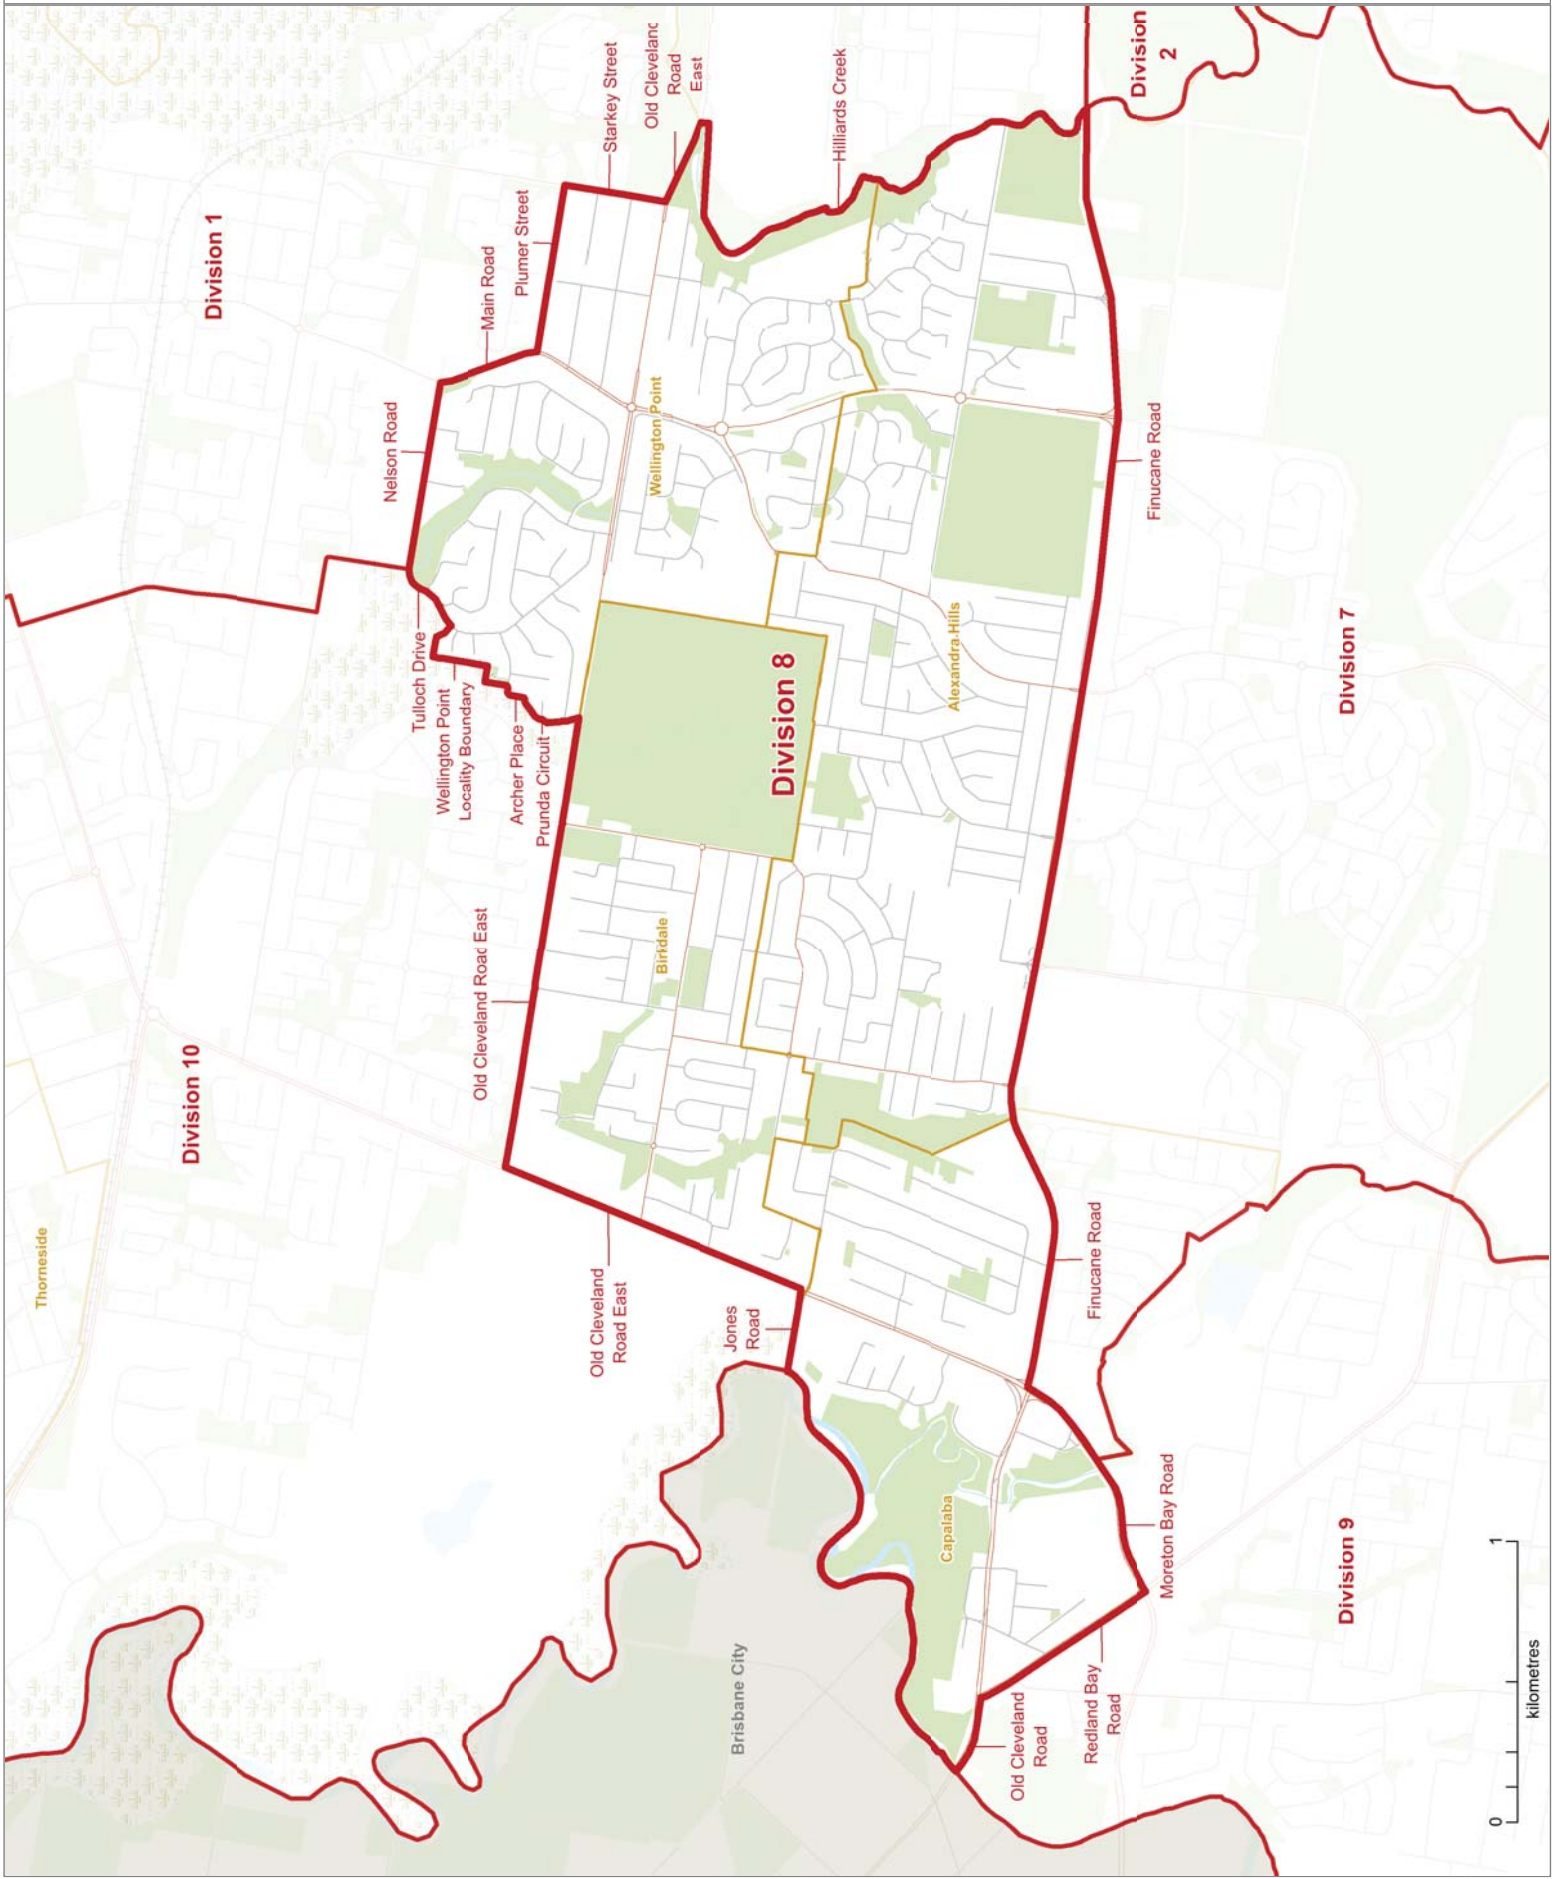 Thorneside
Division 10
Division 1
Nelson Road
Tulloch Drive
Wellington Point
Locality Boundary
Old Cleveland Road East
Main Road
Archer Place
Plumer Street
Prunda Circuit
Old Cleveland
Road East
Starkey Street
Old Cleveland
Road
East
Wellington Point
Birkdale
Jones
Road
Brisbane City
Division 8
Hilliards Creek
Capalaba
Alexandra Hills
Old Cleveland
Road
Redland Bay
Road
Finucane Road
Division
2
Finucane Road
Moreton Bay Road
Division 9
Division 7
0 1
kilometres